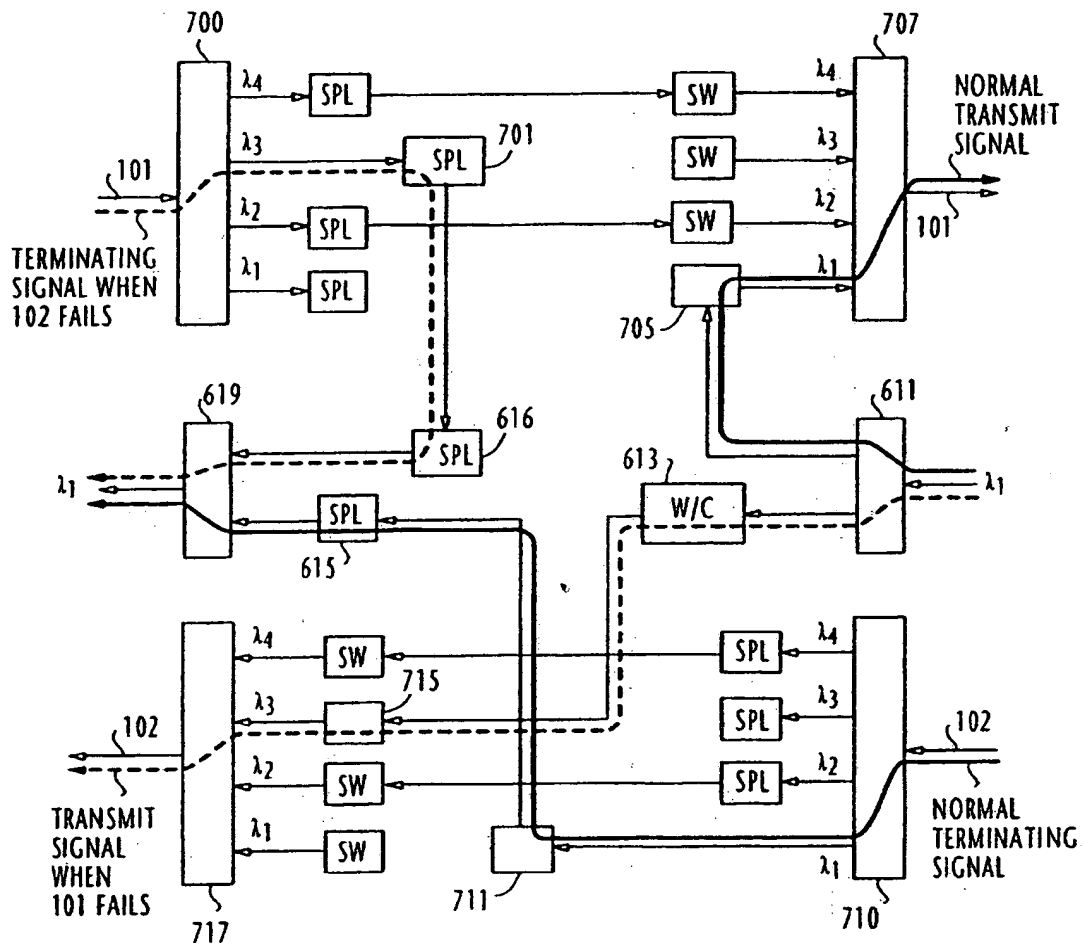 700
707
λ4
SPL
SW
λ4
NORMAL
TRANSMIT
SIGNAL
λ3
701
SPL
SW
λ3
101
λ2
SPL
SW
λ2
101
TERMINATING
SIGNAL WHEN
102 FAILS
λ1
SPL
λ1
705
619
616
611
SPL
613
λ1
W/C
λ1
SPL
615
λ4
SW
SPL
λ4
715
λ3
SPL
λ3
102
102
λ2
SW
SPL
λ2
TRANSMIT
SIGNAL
WHEN
101 FAILS
λ1
SW
NORMAL
TERMINATING
SIGNAL
λ1
711
717
710